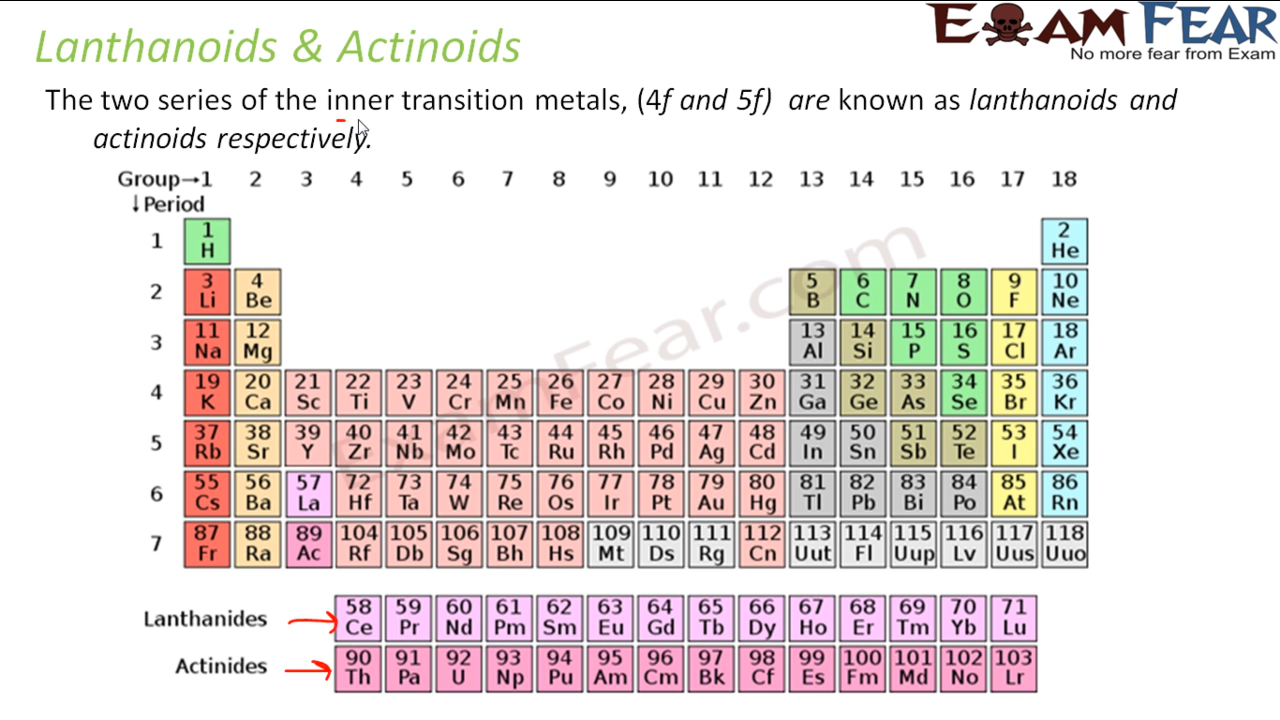 Lanthanoids & Actinoids
EXAM FEAR
No more fear from Exam
The two series of the inner transition metals, (4f and 5f) are known as lanthanoids and
actinoids respectively.
Group→1 2 3 4 5 6 7 8 9 10 11 12 13 14 15 16 17 18
↓Period
1 1 2
H He
2 3 4 5 6 7 8 9 10
Li Be B C N O F Ne
3 11 12 13 14 15 16 17 18
Na Mg Al Si P S Cl Ar
4 19 20 21 22 23 24 25 26 27 28 29 30 31 32 33 34 35 36
K Ca Sc Ti V Cr Mn Fe Co Ni Cu Zn Ga Ge As Se Br Kr
5 37 38 39 40 41 42 43 44 45 46 47 48 49 50 51 52 53 54
Rb Sr Y Zr Nb Mo Tc Ru Rh Pd Ag Cd In Sn Sb Te I Xe
6 55 56 57 72 73 74 75 76 77 78 79 80 81 82 83 84 85 86
Cs Ba La Hf Ta W Re Os Ir Pt Au Hg Tl Pb Bi Po At Rn
7 87 88 89 104 105 106 107 108 109 110 111 112 113 114 115 116 117 118
Fr Ra Ac Rf Db Sg Bh Hs Mt Ds Rg Cn Uut Fl Uup Lv Uus Uuo
Lanthanides 58 59 60 61 62 63 64 65 66 67 68 69 70 71
Ce Pr Nd Pm Sm Eu Gd Tb Dy Ho Er Tm Yb Lu
Actinides 90 91 92 93 94 95 96 97 98 99 100 101 102 103
Th Pa U Np Pu Am Cm Bk Cf Es Fm Md No Lr
ExamFear.com